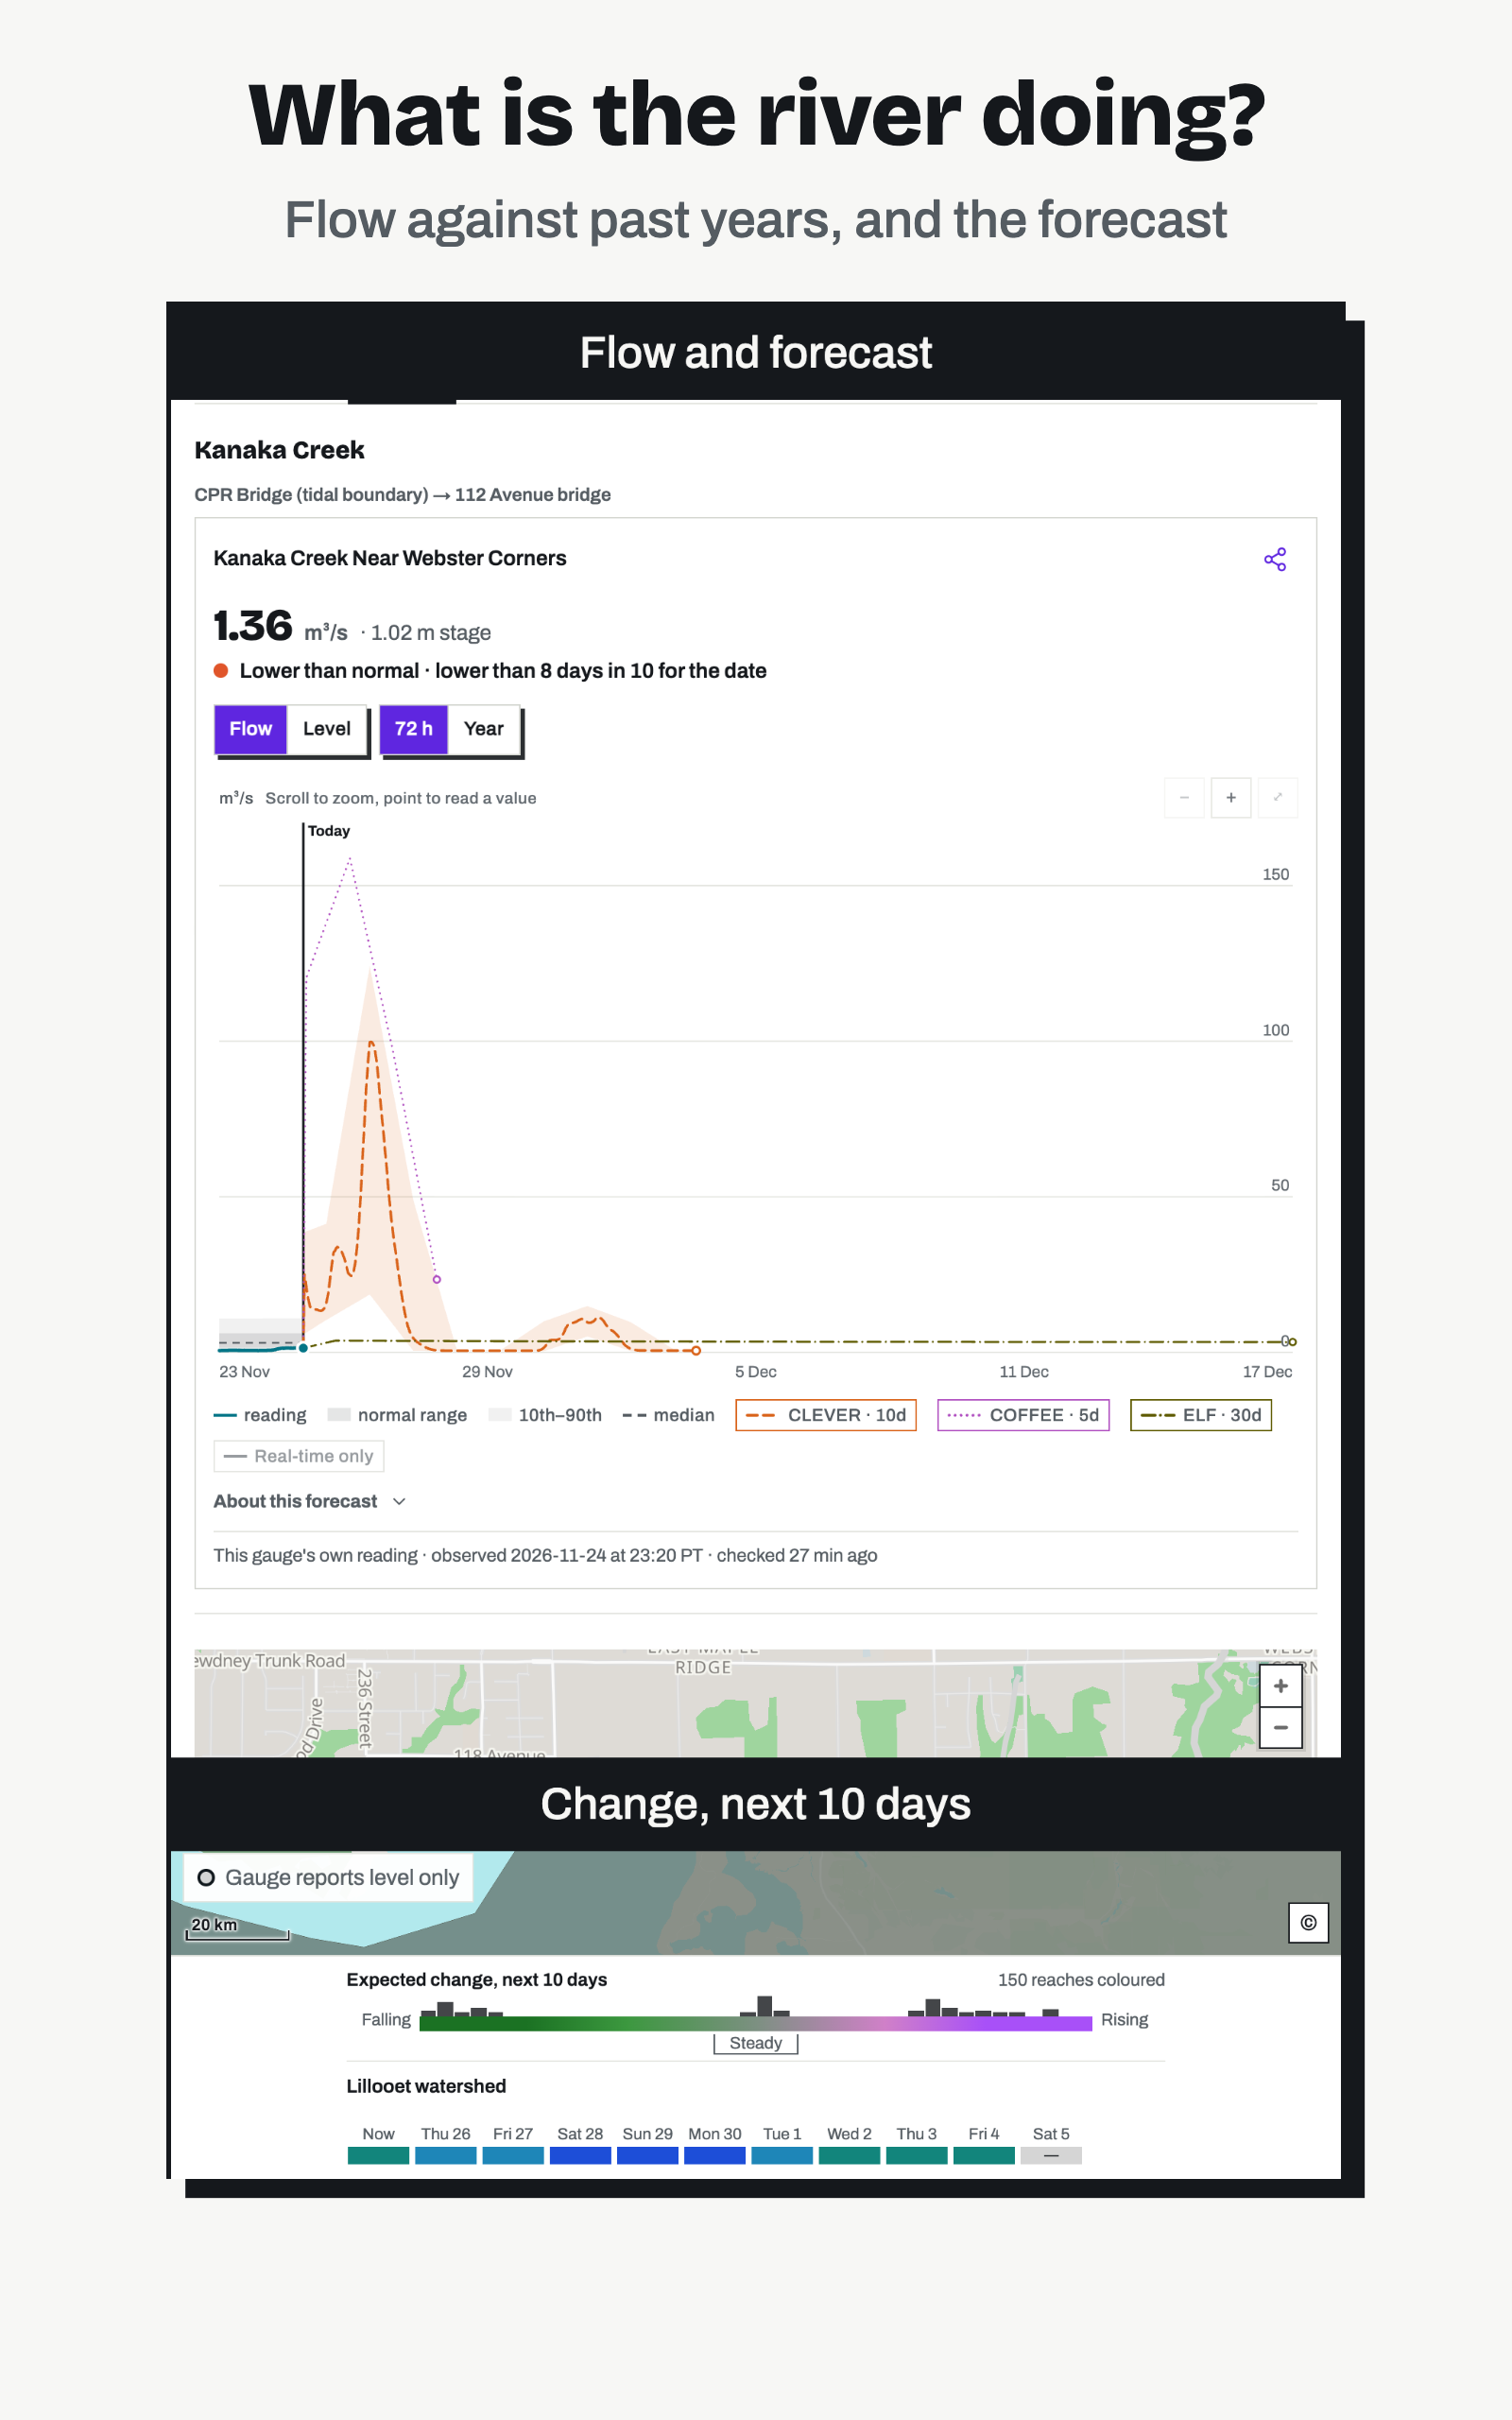 What is the river doing?
Flow against past years, and the forecast
Flow and forecast
Kanaka Creek
CPR Bridge (tidal boundary) → 112 Avenue bridge
Kanaka Creek Near Webster Corners
1.36 m³/s · 1.02 m stage
Lower than normal · lower than 8 days in 10 for the date
Flow Level 72 h Year
m³/s Scroll to zoom, point to read a value − +
Today
150
100
50
0
23 Nov 29 Nov 5 Dec 11 Dec 17 Dec
reading normal range 10th–90th median CLEVER · 10d COFFEE · 5d ELF · 30d
Real-time only
About this forecast
This gauge's own reading · observed 2026-11-24 at 23:20 PT · checked 27 min ago
ewdney Trunk Road
236 Street
od Drive
118 Avenue
EAST MAPLE
RIDGE
WEBS
CORN
+
−
Change, next 10 days
Gauge reports level only
20 km
©
Expected change, next 10 days 150 reaches coloured
Falling Rising
Steady
Lillooet watershed
Now Thu 26 Fri 27 Sat 28 Sun 29 Mon 30 Tue 1 Wed 2 Thu 3 Fri 4 Sat 5
—